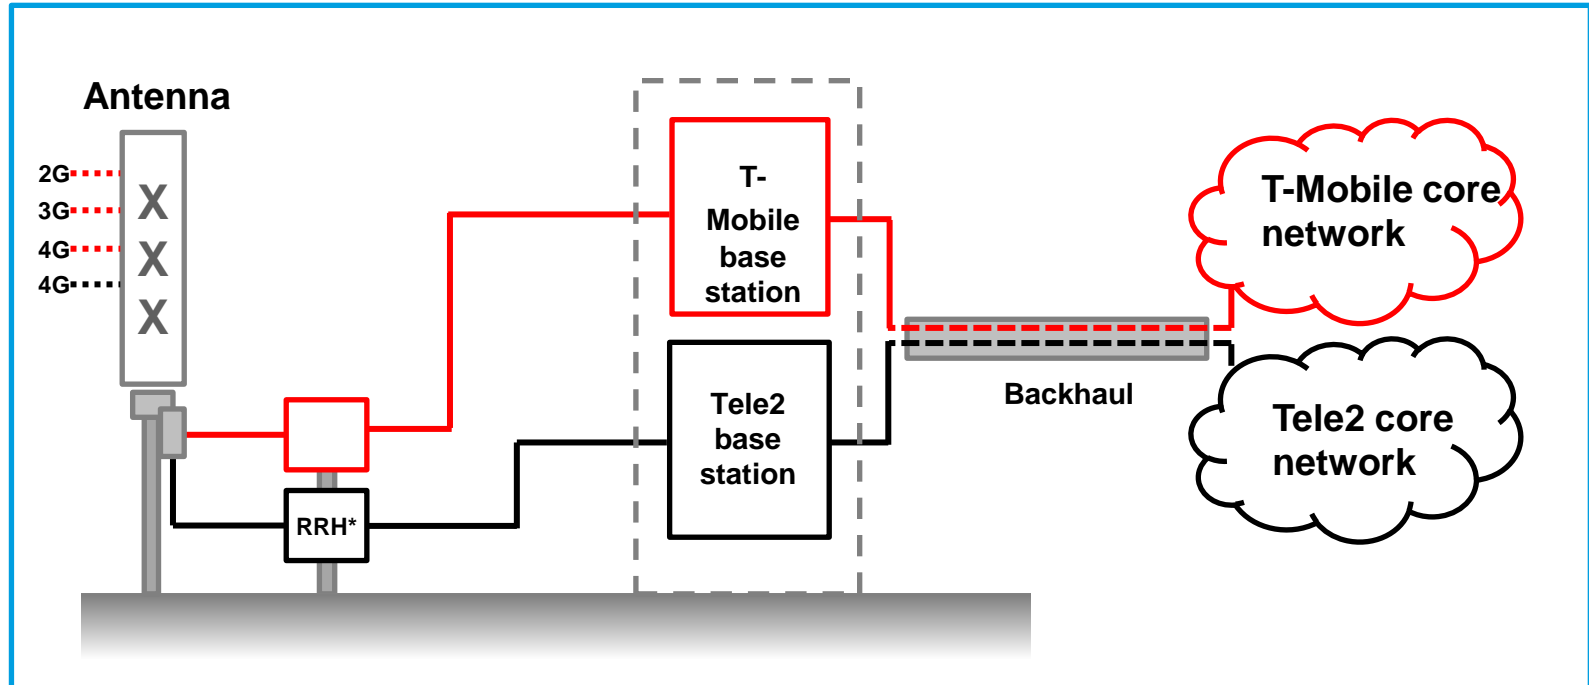 Antenna
2G
3G
4G
4G
X
X
X
RRH*
T-
Mobile
base
station
Tele2
base
station
Backhaul
T-Mobile core
network
Tele2 core
network